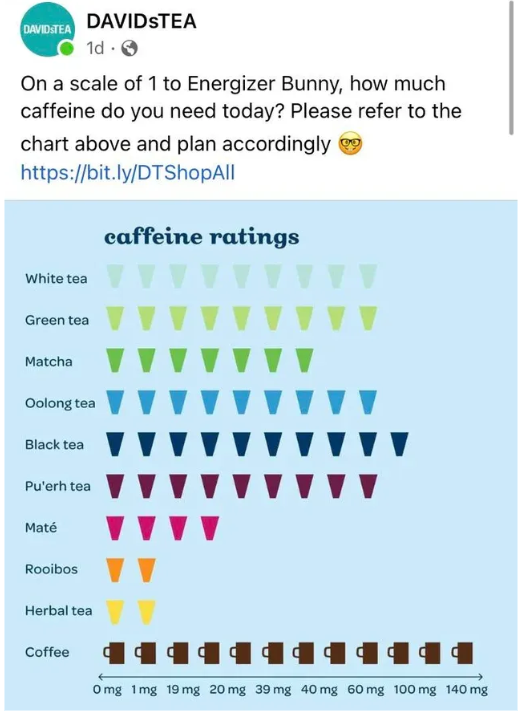 DAVIDsTEA
DAVIDsTEA
1d ·
On a scale of 1 to Energizer Bunny, how much
caffeine do you need today? Please refer to the
chart above and plan accordingly 🤓
https://bit.ly/DTShopAll
caffeine ratings
White tea
Green tea
Matcha
Oolong tea
Black tea
Pu'erh tea
Maté
Rooibos
Herbal tea
Coffee
0 mg 1 mg 19 mg 20 mg 39 mg 40 mg 60 mg 100 mg 140 mg